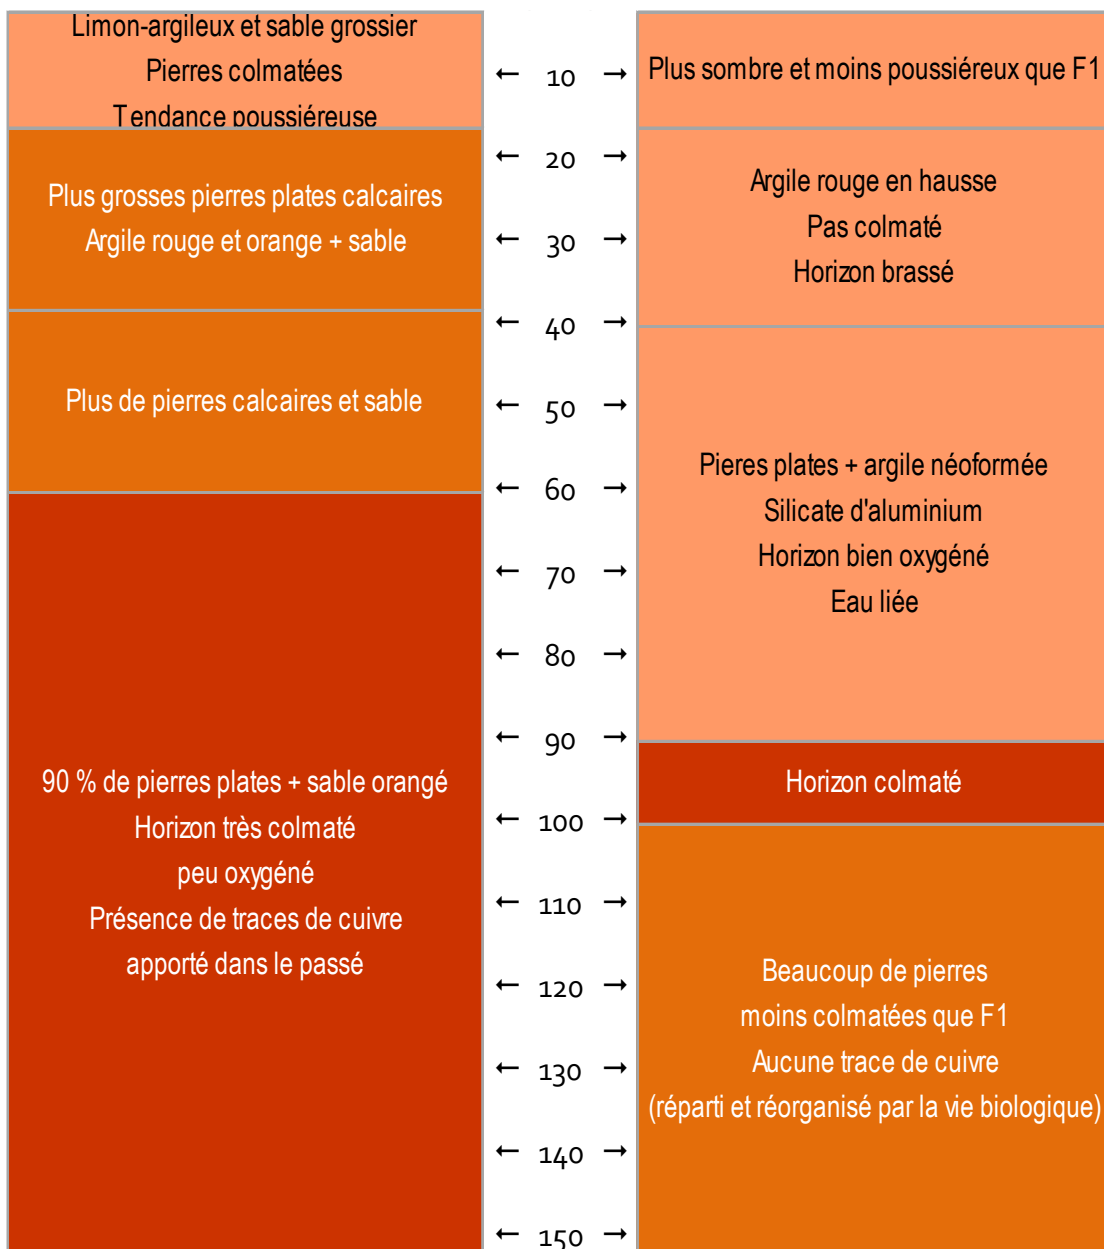 Limon-argileux et sable grossier
Pierres colmatées
Tendance poussiéreuse
Plus grosses pierres plates calcaires
Argile rouge et orange + sable
Plus de pierres calcaires et sable
90 % de pierres plates + sable orangé
Horizon très colmaté
peu oxygéné
Présence de traces de cuivre
apporté dans le passé
← 10 →
← 20 →
← 30 →
← 40 →
← 50 →
← 60 →
← 70 →
← 80 →
← 90 →
← 100 →
← 110 →
← 120 →
← 130 →
← 140 →
← 150 →
Plus sombre et moins poussiéreux que F1
Argile rouge en hausse
Pas colmaté
Horizon brassé
Pieres plates + argile néoformée
Silicate d'aluminium
Horizon bien oxygéné
Eau liée
Horizon colmaté
Beaucoup de pierres
moins colmatées que F1
Aucune trace de cuivre
(réparti et réorganisé par la vie biologique)